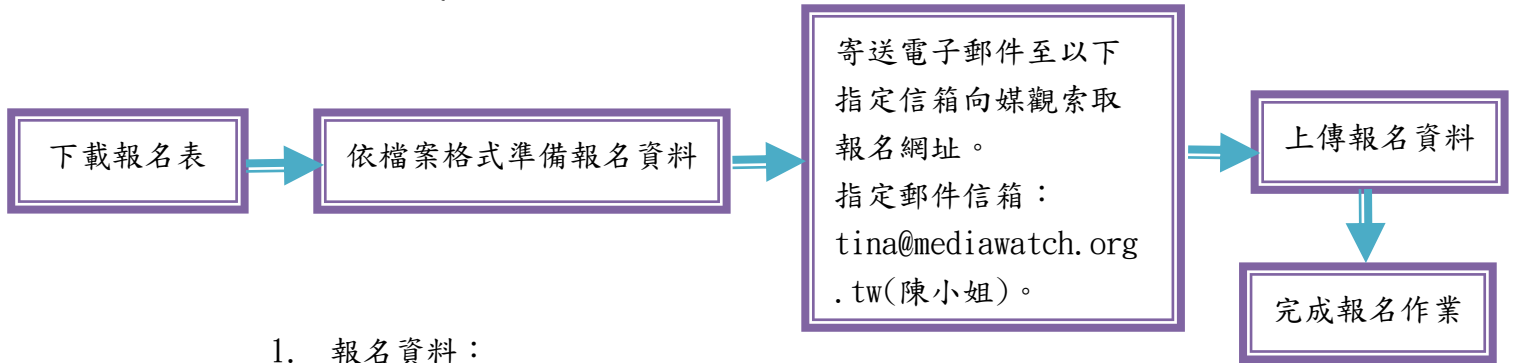 下載報名表
依檔案格式準備報名資料
寄送電子郵件至以下
指定信箱向媒觀索取
報名網址。
指定郵件信箱：
tina@mediawatch.org
.tw(陳小姐)。
上傳報名資料
完成報名作業
1. 報名資料：